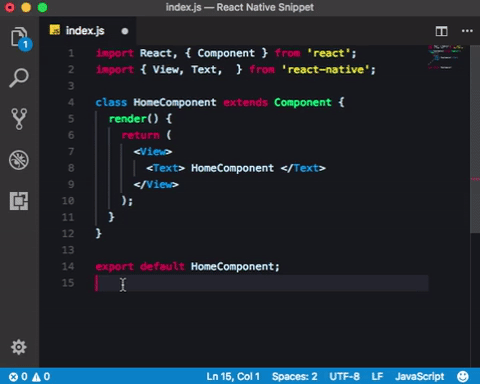 index.js — React Native Snippet
JS index.js
1 import React, { Component } from 'react';
2 import { View, Text,  } from 'react-native';
3
4 class HomeComponent extends Component {
5   render() {
6     return (
7       <View>
8         <Text> HomeComponent </Text>
9       </View>
10     );
11   }
12 }
13
14 export default HomeComponent;
15
1
0 0 Ln 15, Col 1 Spaces: 2 UTF-8 LF JavaScript